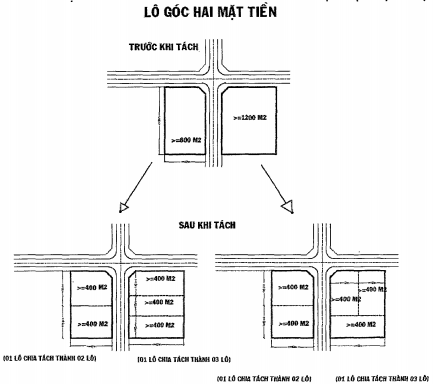 LÔ GÓC HAI MẶT TIỀN
TRƯỚC KHI TÁCH
>=1200 M2
>=800 M2
SAU KHI TÁCH
>=400 M2
>=400 M2
>=400 M2
>=400 M2
>=400 M2
>=400 M2
>=400 M2
>=400 M2
>=400 M2
>=400 M2
(01 LÔ CHIA TÁCH THÀNH 02 LÔ)
(01 LÔ CHIA TÁCH THÀNH 03 LÔ)
(01 LÔ CHIA TÁCH THÀNH 02 LÔ)
(01 LÔ CHIA TÁCH THÀNH 03 LÔ)